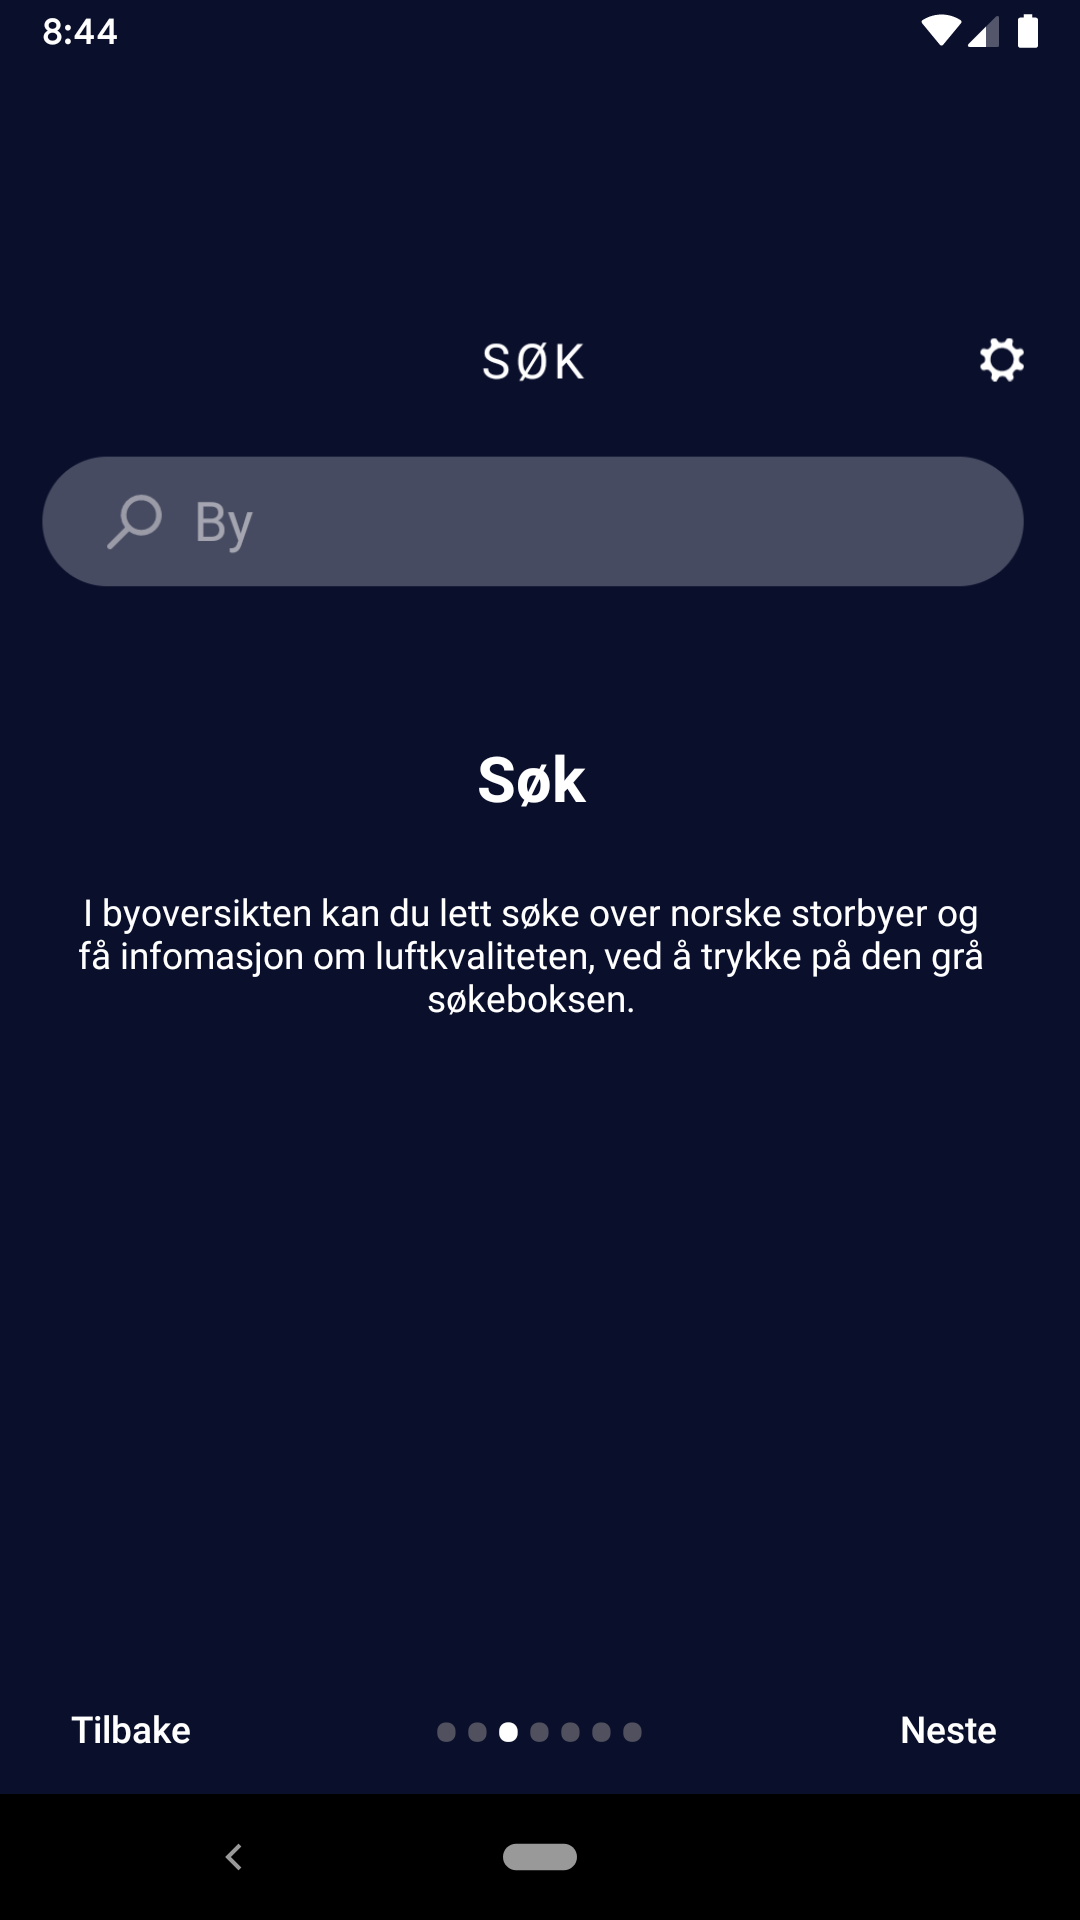 8:44
SØK
By
Søk
I byoversikten kan du lett søke over norske storbyer og
få infomasjon om luftkvaliteten, ved å trykke på den grå
søkeboksen.
Tilbake
Neste